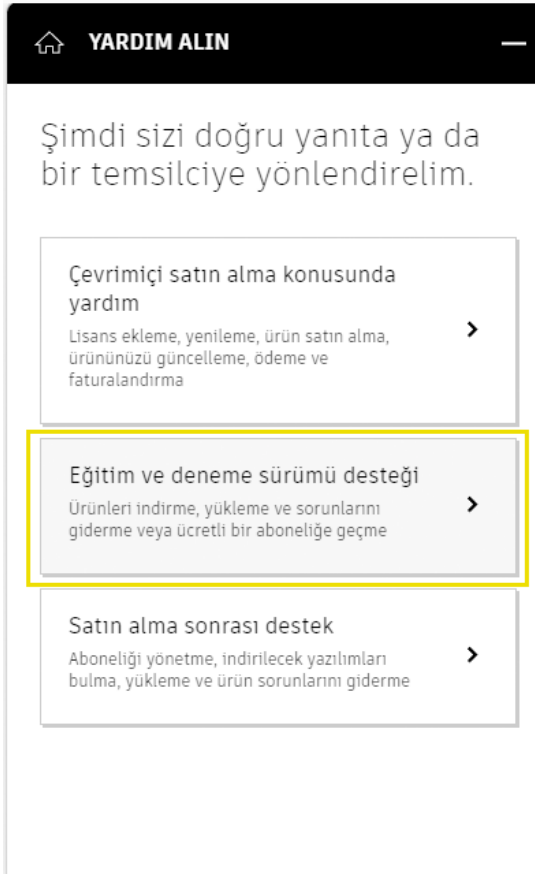 YARDIM ALIN
Şimdi sizi doğru yanıta ya da
bir temsilciye yönlendirelim.
Çevrimiçi satın alma konusunda
yardım
Lisans ekleme, yenileme, ürün satın alma,
ürününüzü güncelleme, ödeme ve
faturalandırma
Eğitim ve deneme sürümü desteği
Ürünleri indirme, yükleme ve sorunlarını
giderme veya ücretli bir aboneliğe geçme
Satın alma sonrası destek
Aboneliği yönetme, indirilecek yazılımları
bulma, yükleme ve ürün sorunlarını giderme